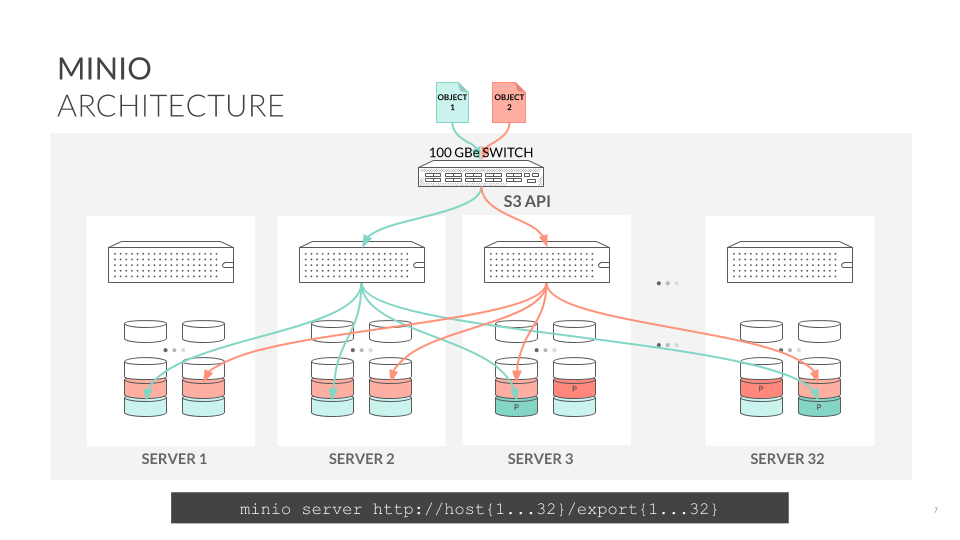 MINIO
ARCHITECTURE
OBJECT
1
OBJECT
2
100 GBe SWITCH
S3 API
P
P
P
P
SERVER 1
SERVER 2
SERVER 3
SERVER 32
minio server http://host{1...32}/export{1...32}
7